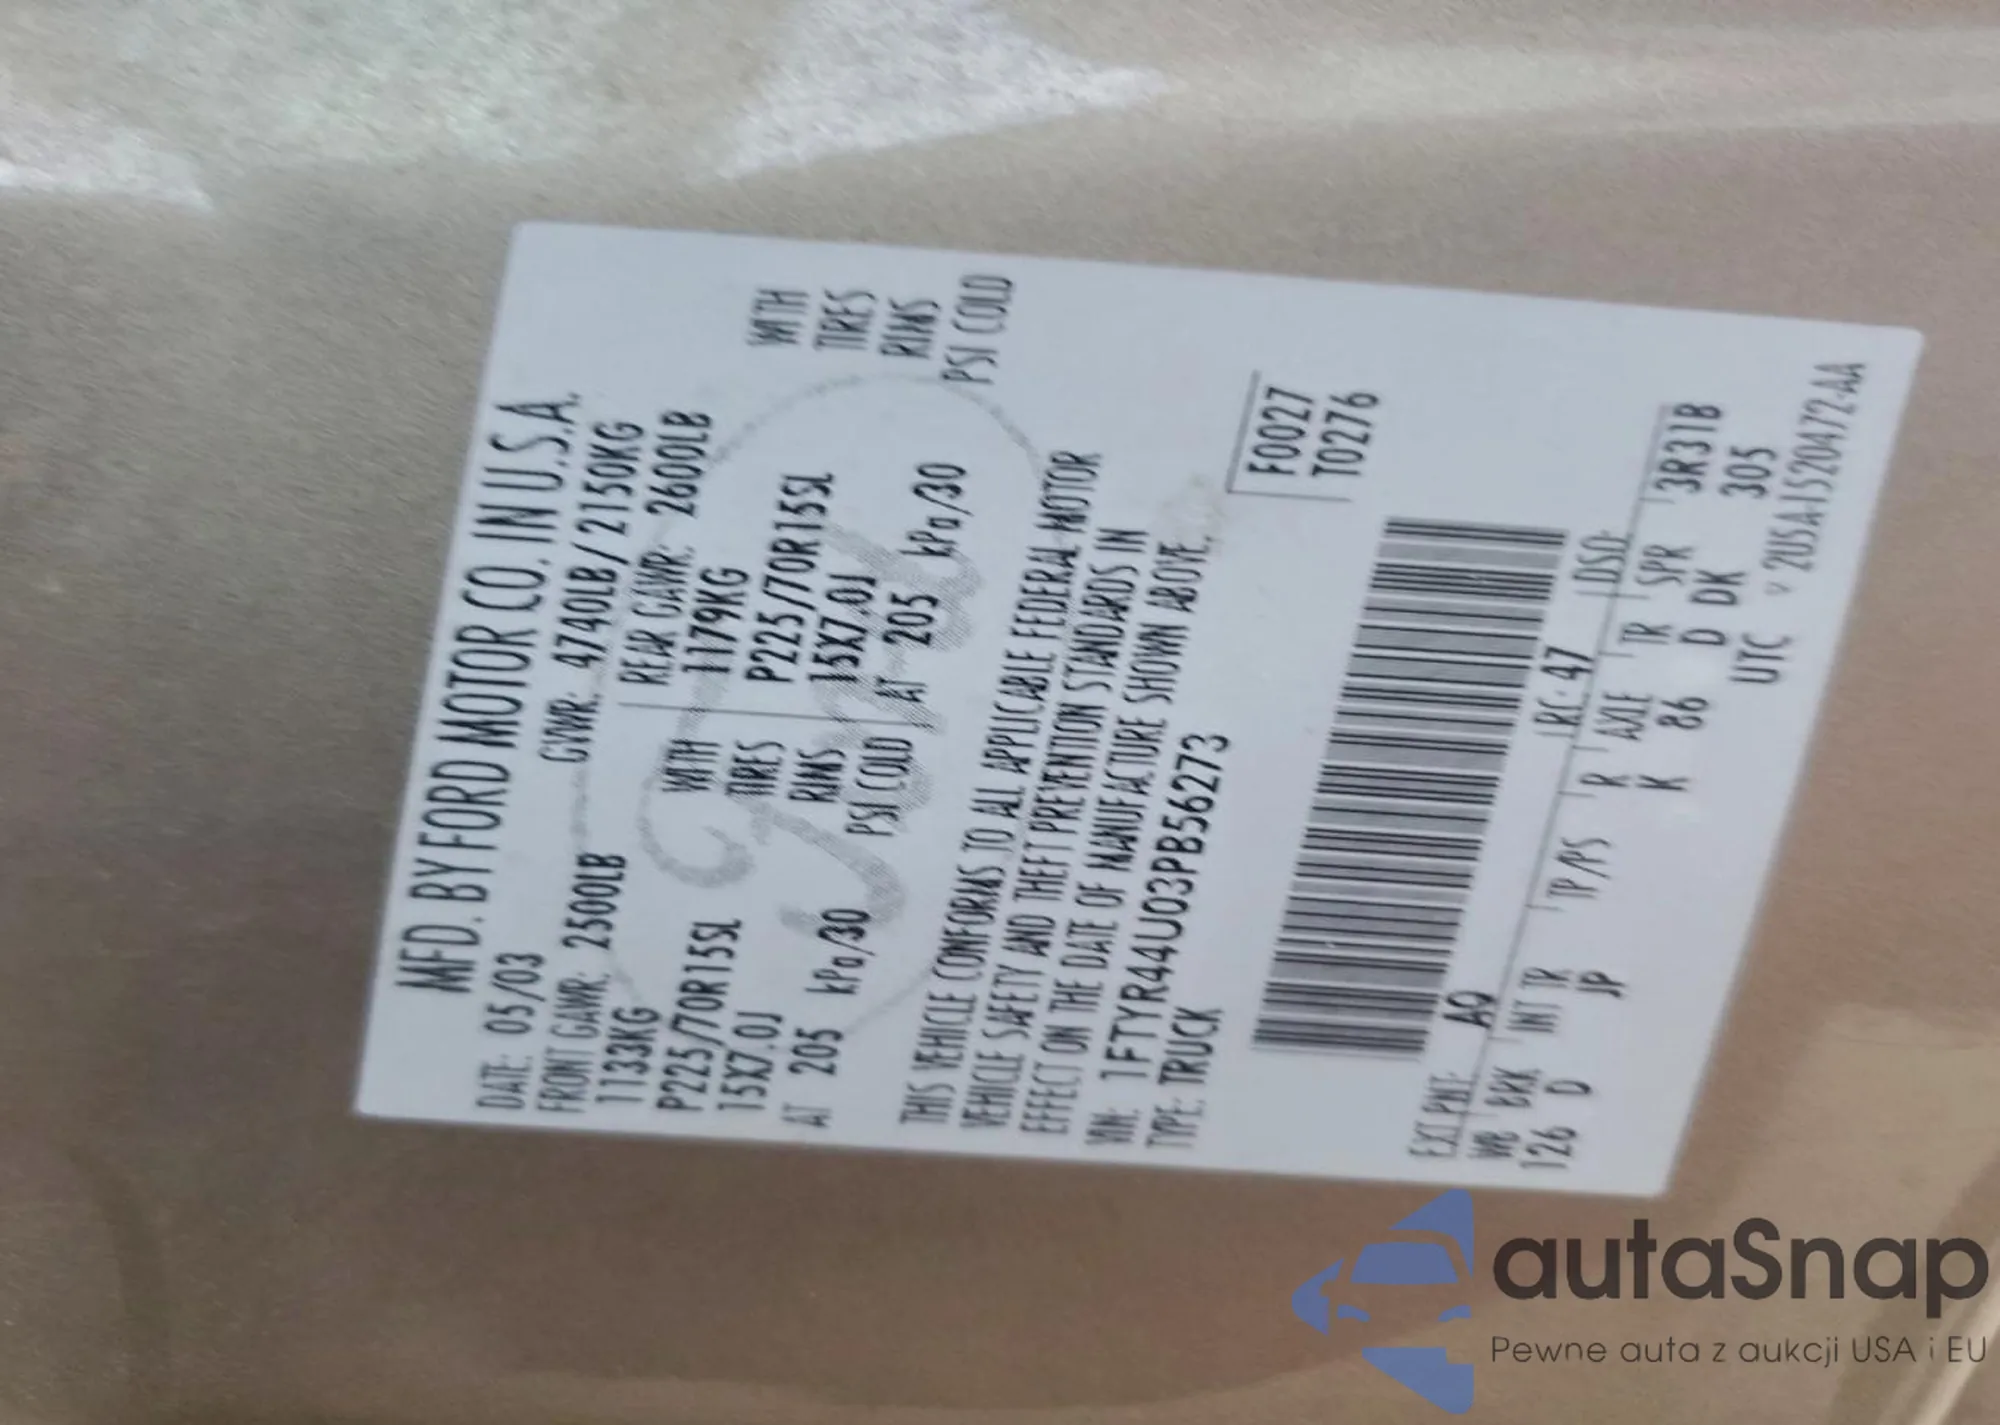 MFD. BY FORD MOTOR CO. IN U.S.A.
DATE: 05/03 GVWR: 4740LB/ 2150KG
FRONT GAWR: 2500LB REAR GAWR: 2600LB
1133KG WITH 1179KG WITH
P225/70R15SL TIRES P225/70R15SL TIRES
15X7.0J RIMS 15X7.0J RIMS
AT 205 kPa/30 PSI COLD AT 205 kPa/30 PSI COLD
THIS VEHICLE CONFORMS TO ALL APPLICABLE FEDERAL MOTOR
VEHICLE SAFETY AND THEFT PREVENTION STANDARDS IN
EFFECT ON THE DATE OF MANUFACTURE SHOWN ABOVE.
VIN: 1FTYR44U03PB56273
TYPE: TRUCK
F0027
T0276
EXT PNT: AQ RC: 47 DSO:
WB BRK INT TR TP/PS R AXLE TR SPR 3R31B
126 D JP K 86 D DK 305
UTC ▽ 2U5A-1520472-AA
Ford
autaSnap
Pewne auta z aukcji USA i EU